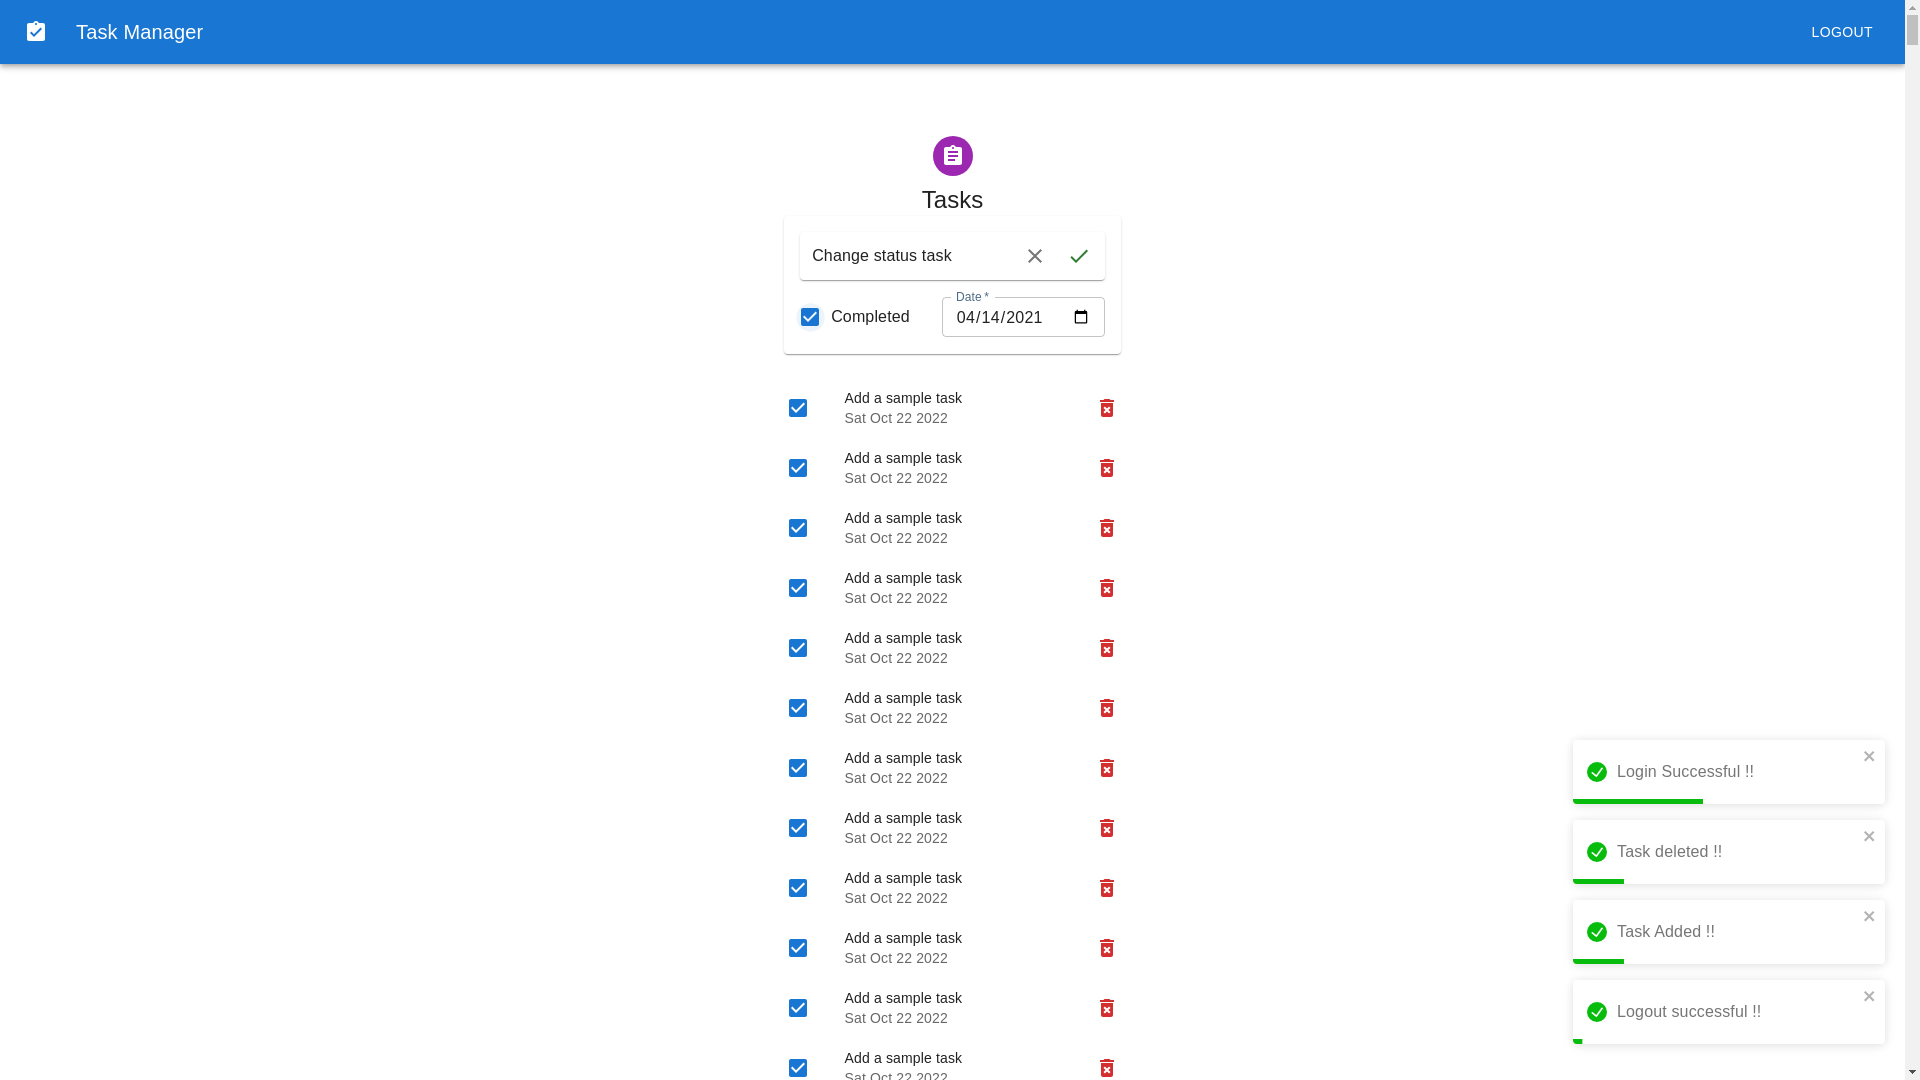 Task Manager
LOGOUT
Tasks
Change status task
Completed
Date *
04/14/2021
Add a sample task
Sat Oct 22 2022
Add a sample task
Sat Oct 22 2022
Add a sample task
Sat Oct 22 2022
Add a sample task
Sat Oct 22 2022
Add a sample task
Sat Oct 22 2022
Add a sample task
Sat Oct 22 2022
Add a sample task
Sat Oct 22 2022
Add a sample task
Sat Oct 22 2022
Add a sample task
Sat Oct 22 2022
Add a sample task
Sat Oct 22 2022
Add a sample task
Sat Oct 22 2022
Add a sample task
Sat Oct 22 2022
Login Successful !!
Task deleted !!
Task Added !!
Logout successful !!